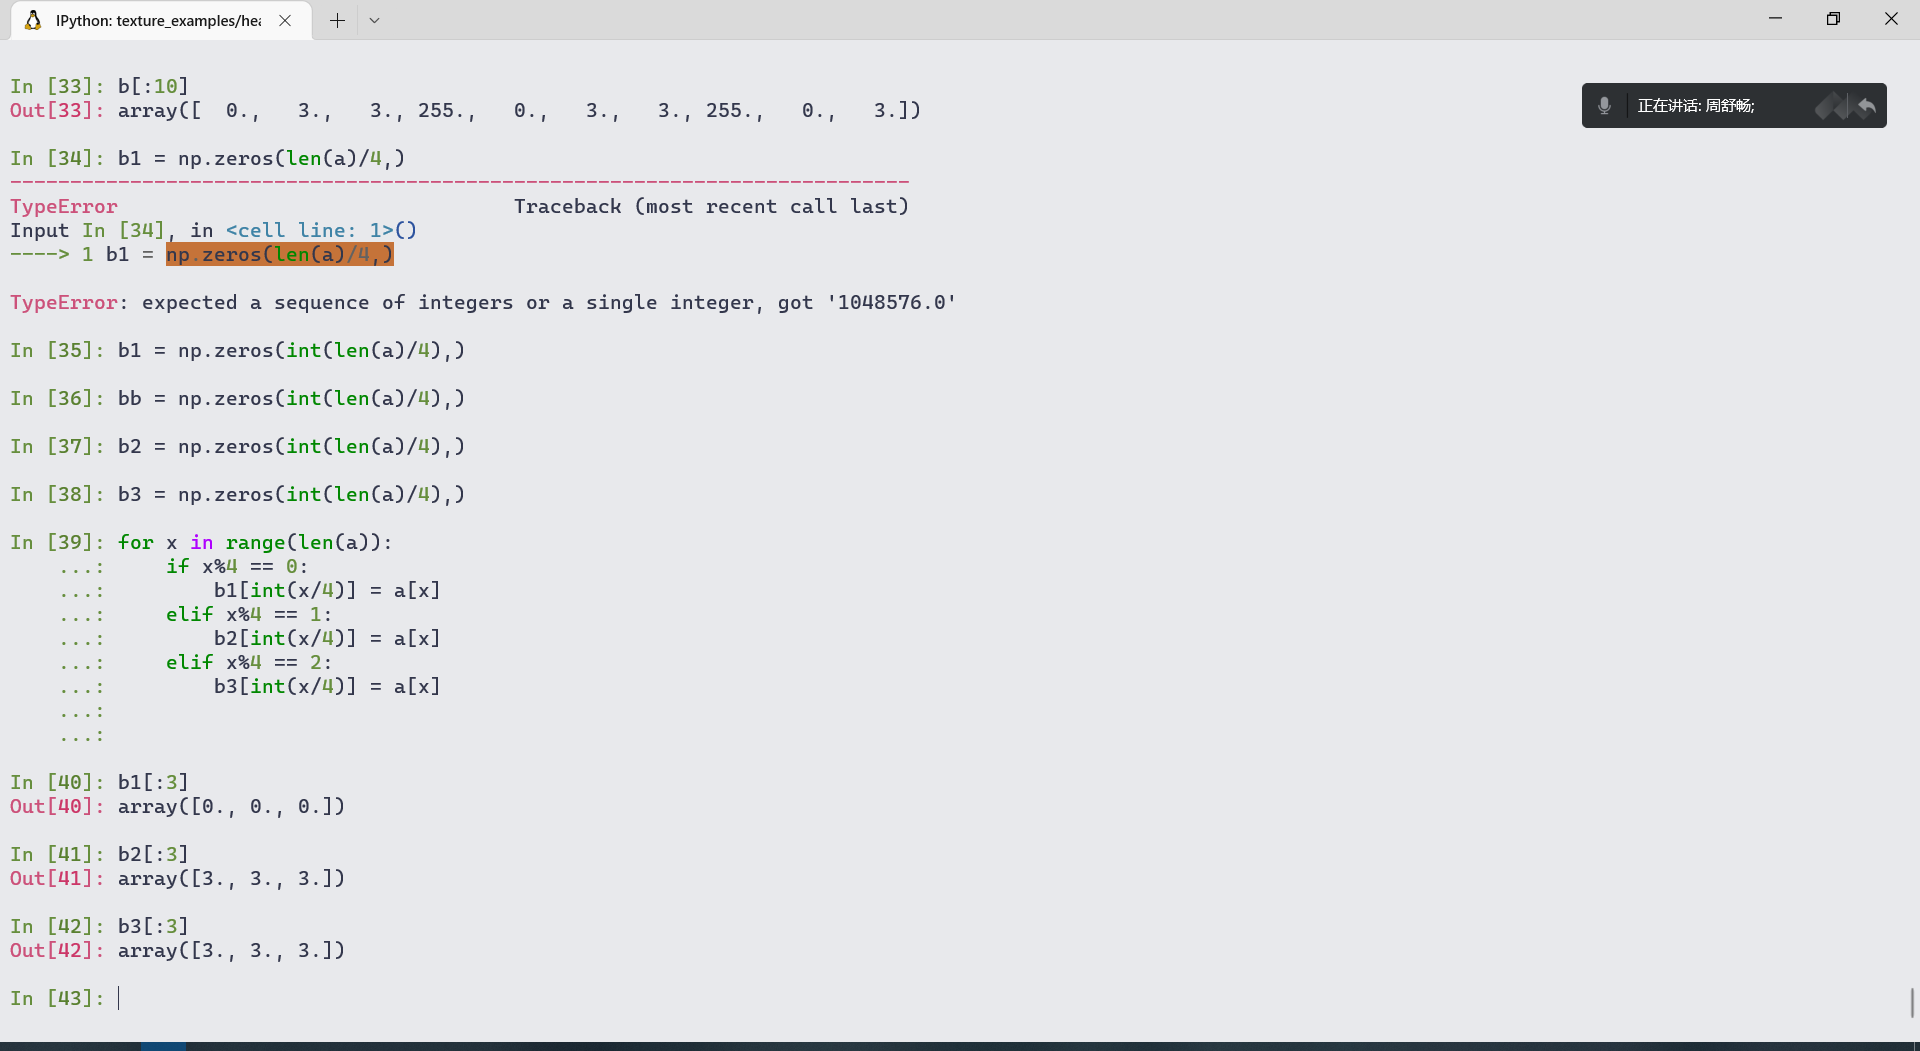 IPython: texture_examples/hea
In [33]: b[:10]
Out[33]: array([  0.,   3.,   3., 255.,   0.,   3.,   3., 255.,   0.,   3.])
正在讲话: 周舒畅;
In [34]: b1 = np.zeros(len(a)/4,)
---------------------------------------------------------------------------
TypeError                                 Traceback (most recent call last)
Input In [34], in <cell line: 1>()
----> 1 b1 = np.zeros(len(a)/4,)
TypeError: expected a sequence of integers or a single integer, got '1048576.0'
In [35]: b1 = np.zeros(int(len(a)/4),)
In [36]: bb = np.zeros(int(len(a)/4),)
In [37]: b2 = np.zeros(int(len(a)/4),)
In [38]: b3 = np.zeros(int(len(a)/4),)
In [39]: for x in range(len(a)):
    ...:     if x%4 == 0:
    ...:         b1[int(x/4)] = a[x]
    ...:     elif x%4 == 1:
    ...:         b2[int(x/4)] = a[x]
    ...:     elif x%4 == 2:
    ...:         b3[int(x/4)] = a[x]
    ...:
    ...:
In [40]: b1[:3]
Out[40]: array([0., 0., 0.])
In [41]: b2[:3]
Out[41]: array([3., 3., 3.])
In [42]: b3[:3]
Out[42]: array([3., 3., 3.])
In [43]: